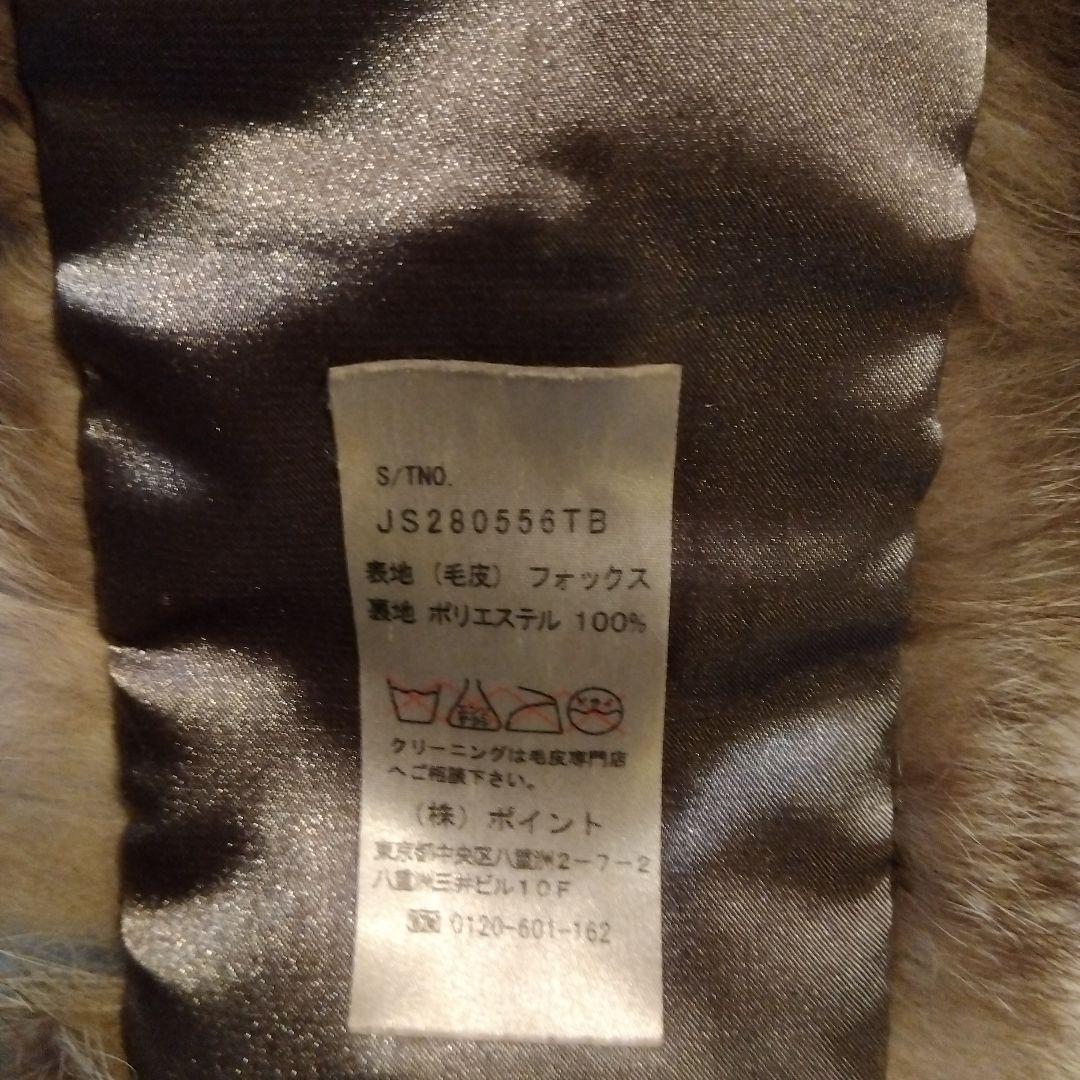 S/TNO.
JS280556TB
表地 (毛皮) フォックス
裏地 ポリエステル 100%
クリーニングは毛皮専門店
へご相談下さい。
(株) ポイント
東京都中央区八重洲2-7-2
八重洲三井ビル10F
☎ 0120-601-162